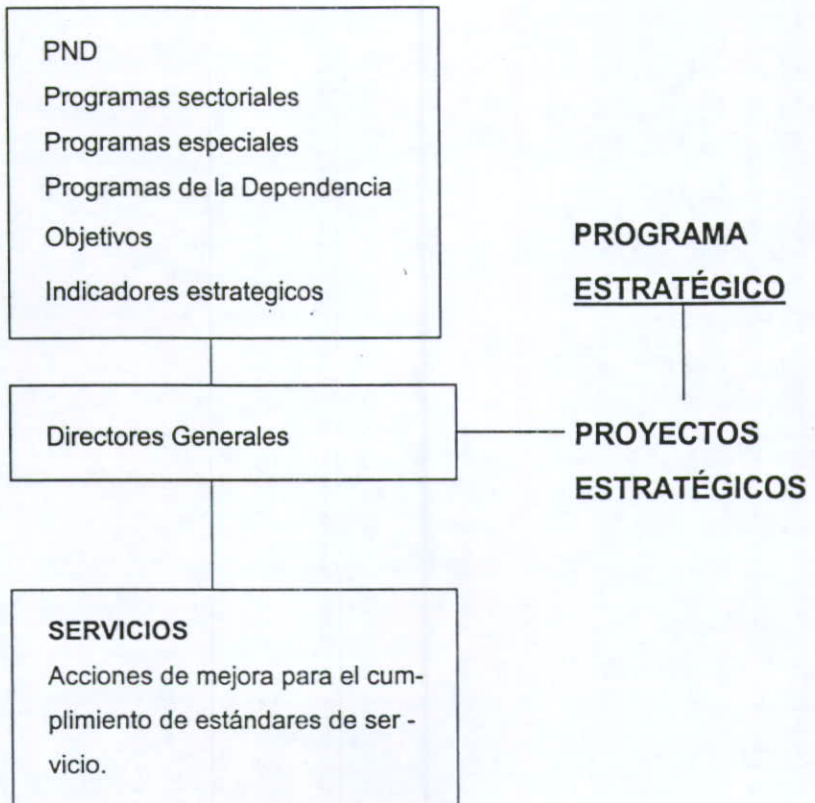 PND
Programas sectoriales
Programas especiales
Programas de la Dependencia
Objetivos
Indicadores estrategicos
PROGRAMA
ESTRATÉGICO
Directores Generales
PROYECTOS
ESTRATÉGICOS
SERVICIOS
Acciones de mejora para el cum-
plimiento de estándares de ser -
vicio.